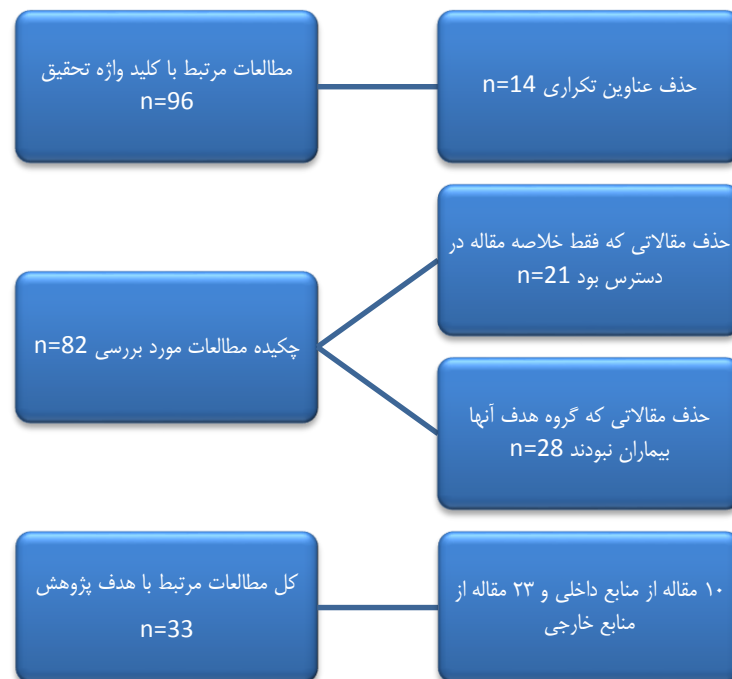 مطالعات مرتبط با کلید واژه تحقیق
n=96
حذف عناوین تکراری n=14
حذف مقالاتی که فقط خلاصه مقاله در
دسترس بود n=21
چکیده مطالعات مورد بررسی n=82
حذف مقالاتی که گروه هدف آنها
بیماران نبودند n=28
کل مطالعات مرتبط با هدف پژوهش
n=33
۱۰ مقاله از منابع داخلی و ۲۳ مقاله از
منابع خارجی